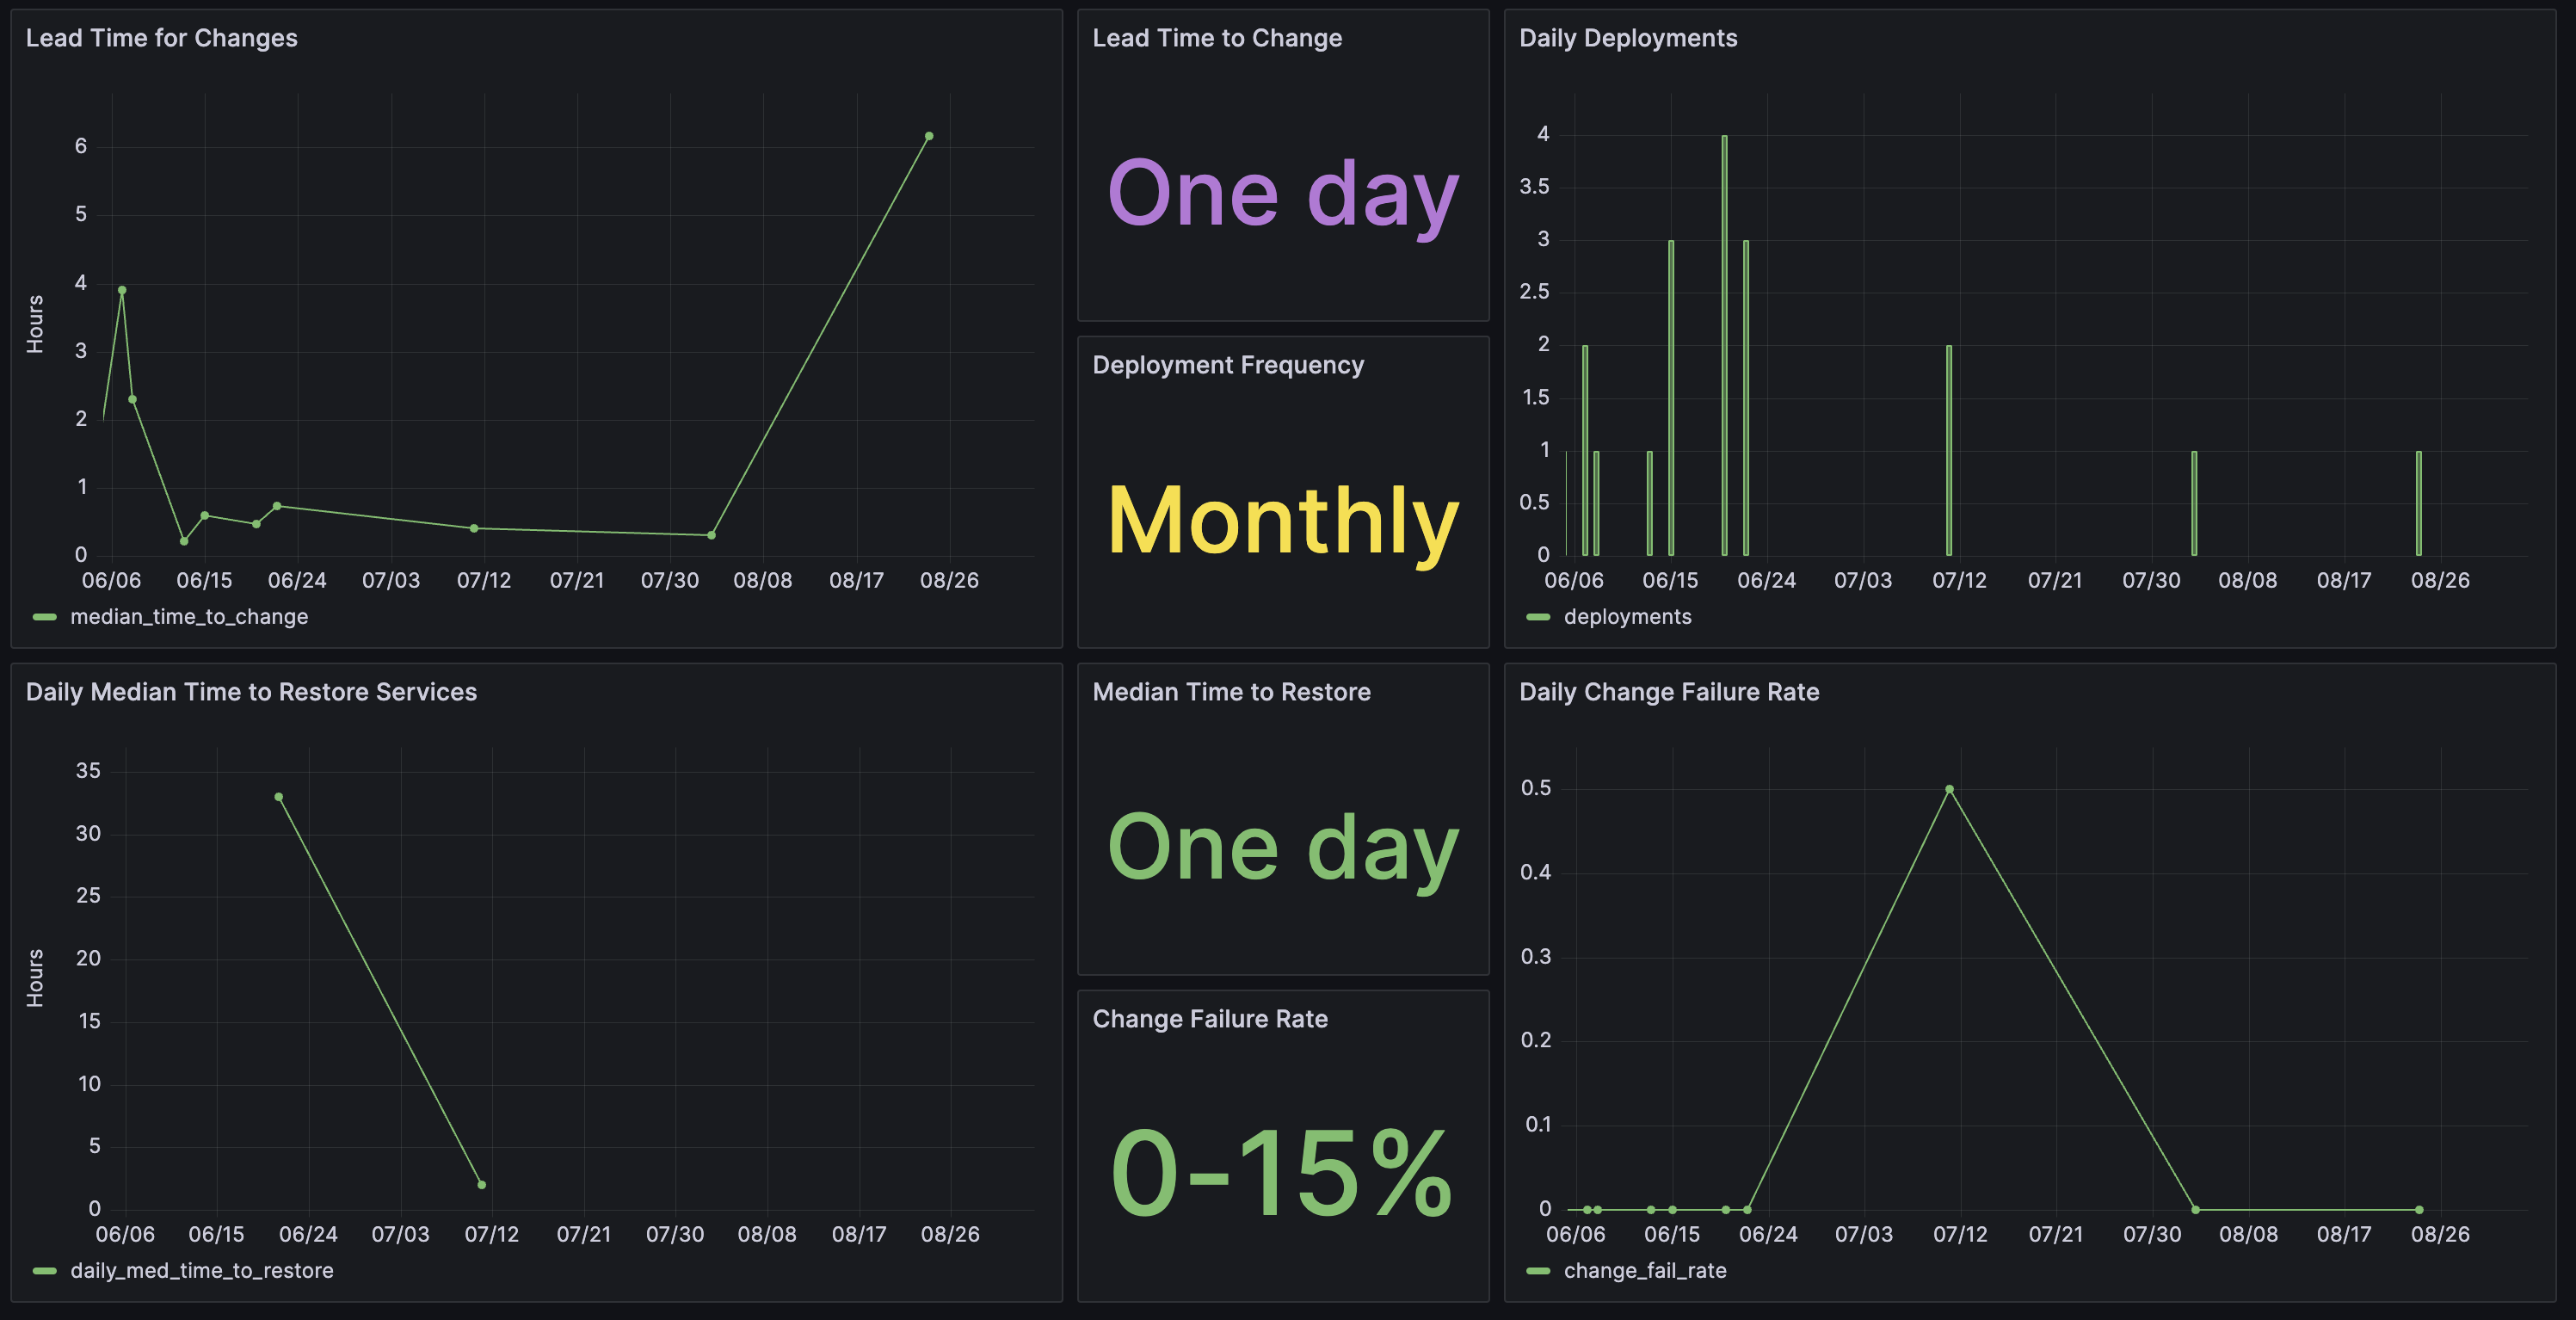 Lead Time for Changes
Hours
6
5
4
3
2
1
0
06/06 06/15 06/24 07/03 07/12 07/21 07/30 08/08 08/17 08/26
median_time_to_change
Lead Time to Change
One day
Deployment Frequency
Monthly
Daily Deployments
4
3.5
3
2.5
2
1.5
1
0.5
0
06/06 06/15 06/24 07/03 07/12 07/21 07/30 08/08 08/17 08/26
deployments
Daily Median Time to Restore Services
Hours
35
30
25
20
15
10
5
0
06/06 06/15 06/24 07/03 07/12 07/21 07/30 08/08 08/17 08/26
daily_med_time_to_restore
Median Time to Restore
One day
Change Failure Rate
0-15%
Daily Change Failure Rate
0.5
0.4
0.3
0.2
0.1
0
06/06 06/15 06/24 07/03 07/12 07/21 07/30 08/08 08/17 08/26
change_fail_rate